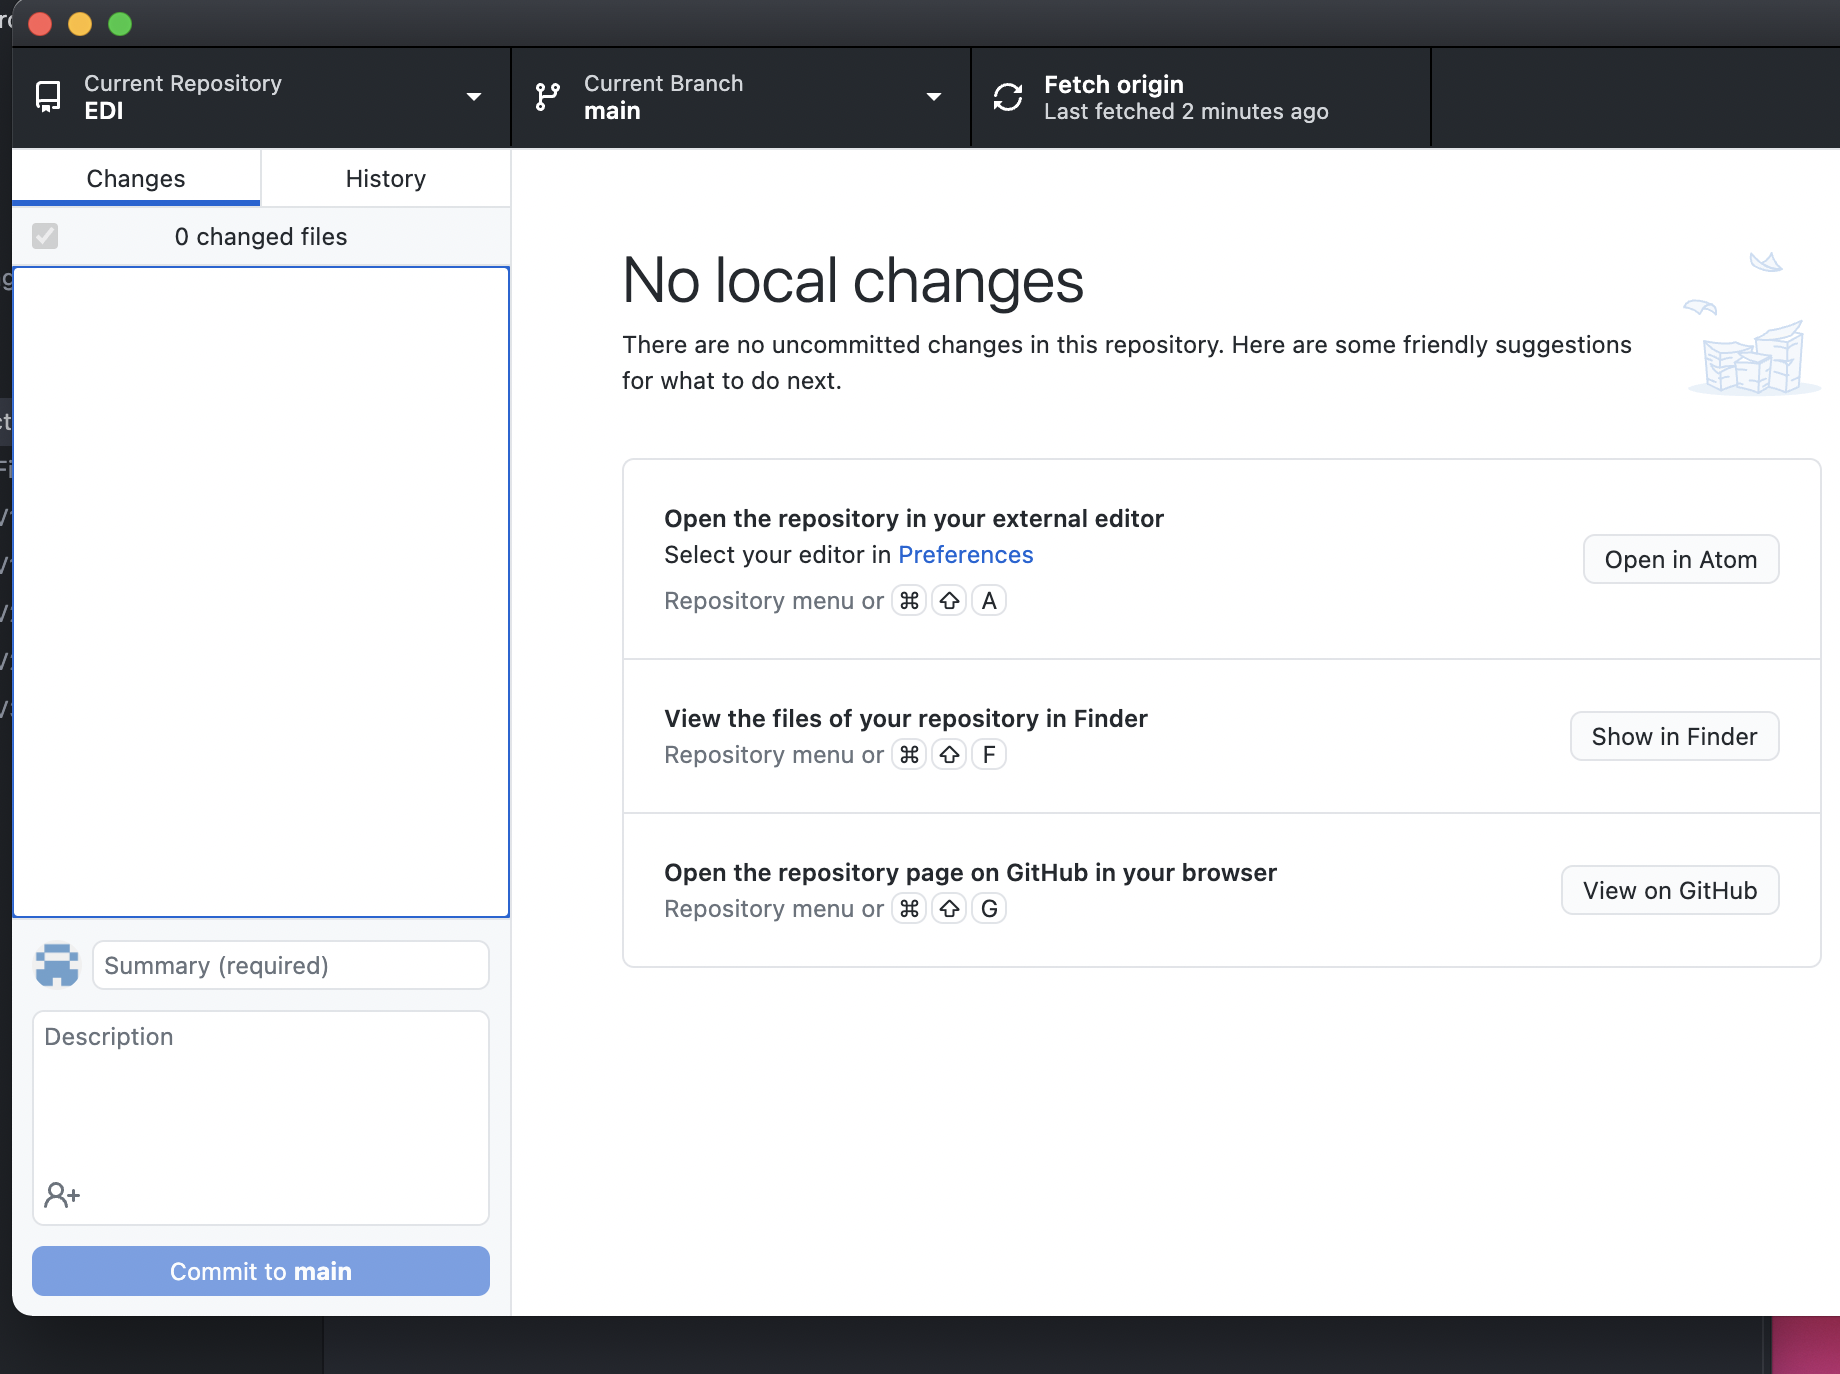 Current Repository
EDI
Current Branch
main
Fetch origin
Last fetched 2 minutes ago
Changes
History
0 changed files
No local changes
There are no uncommitted changes in this repository. Here are some friendly suggestions
for what to do next.
Open the repository in your external editor
Select your editor in Preferences
Repository menu or ⌘ ⇧ A
Open in Atom
View the files of your repository in Finder
Repository menu or ⌘ ⇧ F
Show in Finder
Open the repository page on GitHub in your browser
Repository menu or ⌘ ⇧ G
View on GitHub
Summary (required)
Description
Commit to main